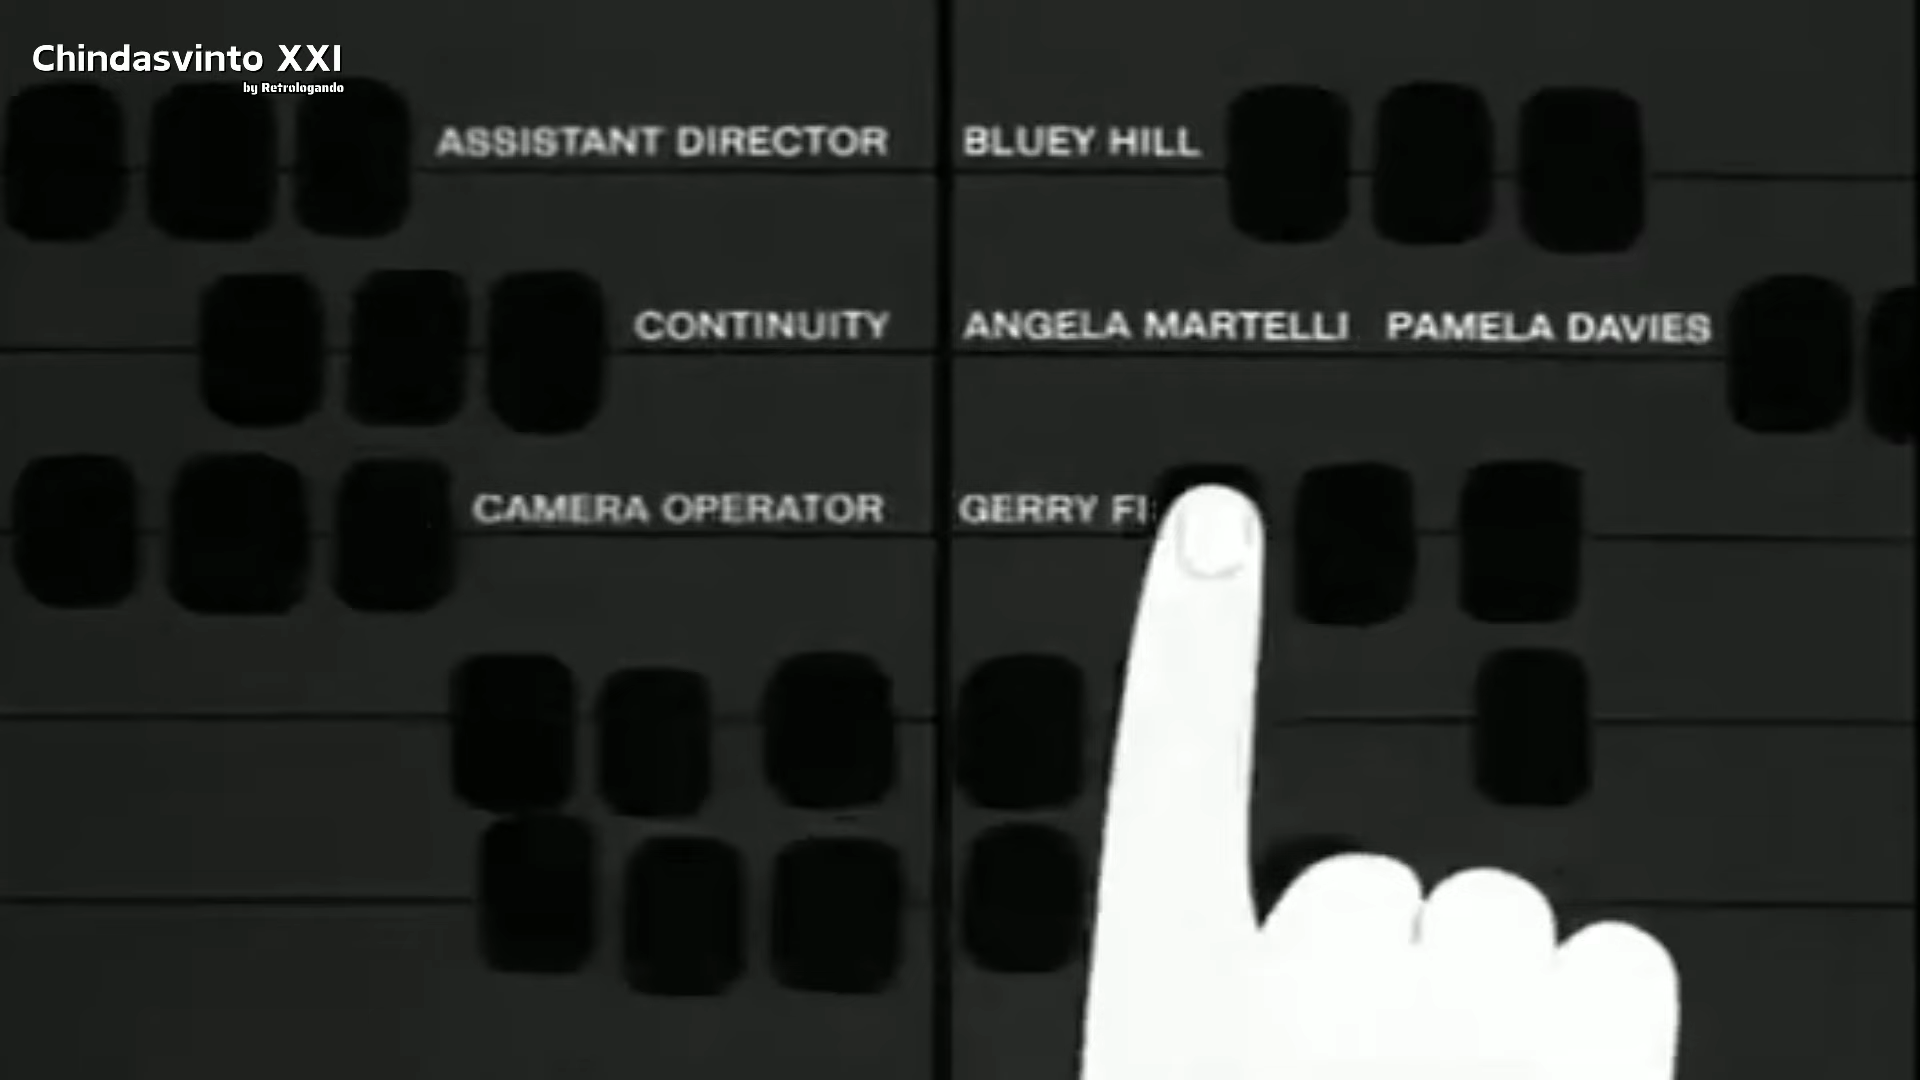 Chindasvinto XXI
by Retrologando
ASSISTANT DIRECTOR BLUEY HILL
CONTINUITY ANGELA MARTELLI PAMELA DAVIES
CAMERA OPERATOR GERRY